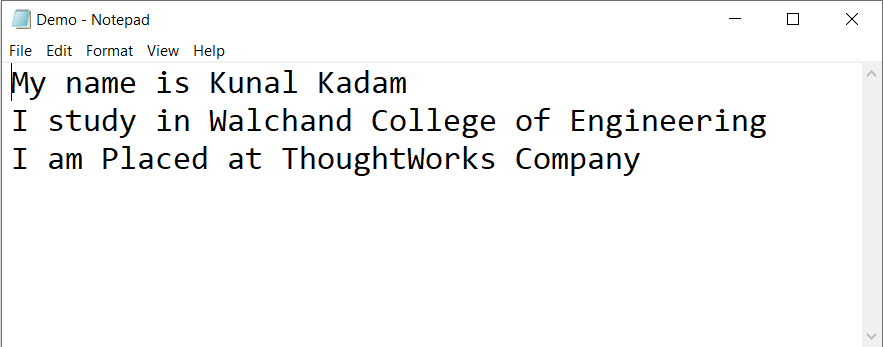 Demo - Notepad
File Edit Format View Help
My name is Kunal Kadam
I study in Walchand College of Engineering
I am Placed at ThoughtWorks Company